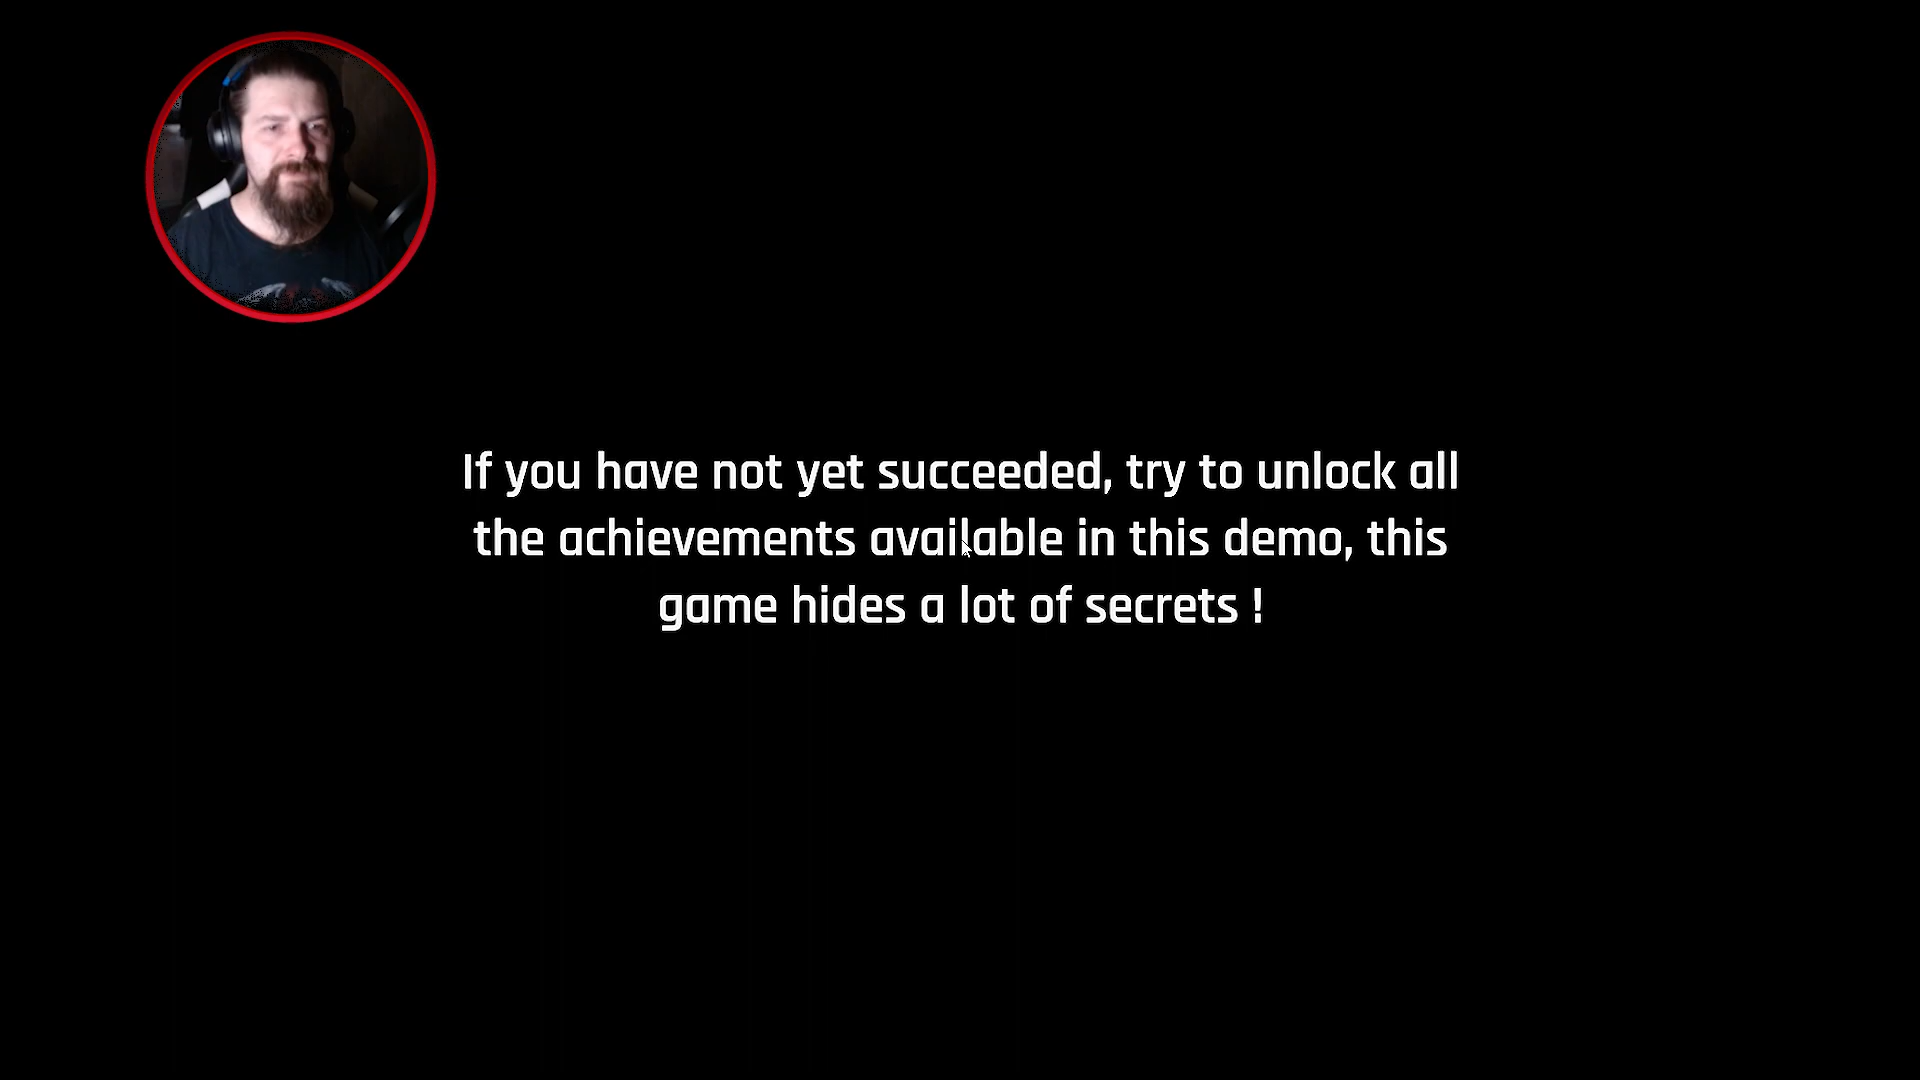 If you have not yet succeeded, try to unlock all
the achievements available in this demo, this
game hides a lot of secrets !